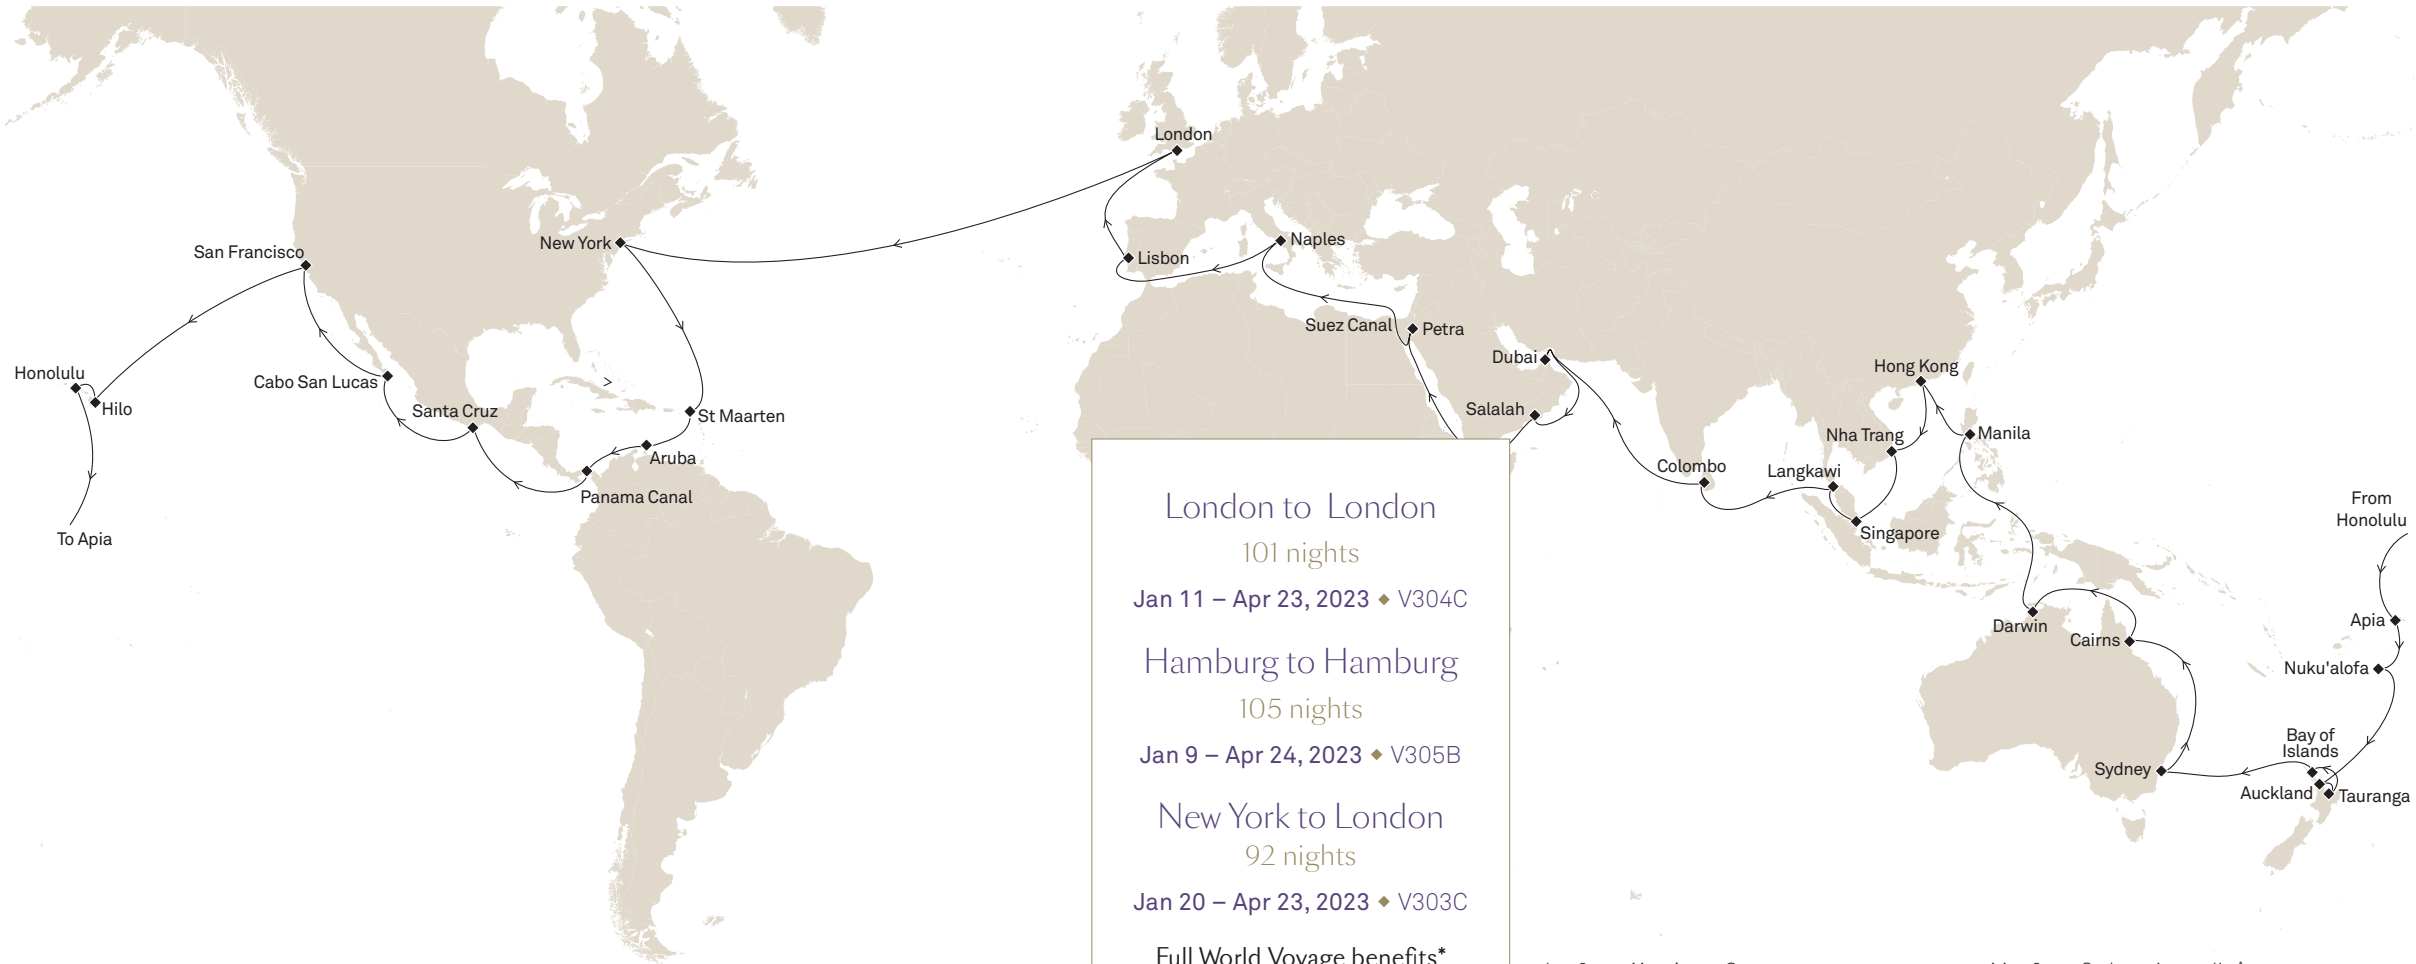 London
New York
Naples
Lisbon
San Francisco
Suez Canal
Petra
Dubai
Hong Kong
Honolulu
Hilo
Cabo San Lucas
Santa Cruz
St Maarten
Salalah
Nha Trang
Manila
Aruba
Colombo
Langkawi
Panama Canal
Singapore
From
Honolulu
To Apia
Apia
Darwin
Cairns
Nuku'alofa
Bay of
Islands
Sydney
Auckland
Tauranga
London to London
101 nights
Jan 11 – Apr 23, 2023 ◆ V304C
Hamburg to Hamburg
105 nights
Jan 9 – Apr 24, 2023 ◆ V305B
New York to London
92 nights
Jan 20 – Apr 23, 2023 ◆ V303C
Full World Voyage benefits*